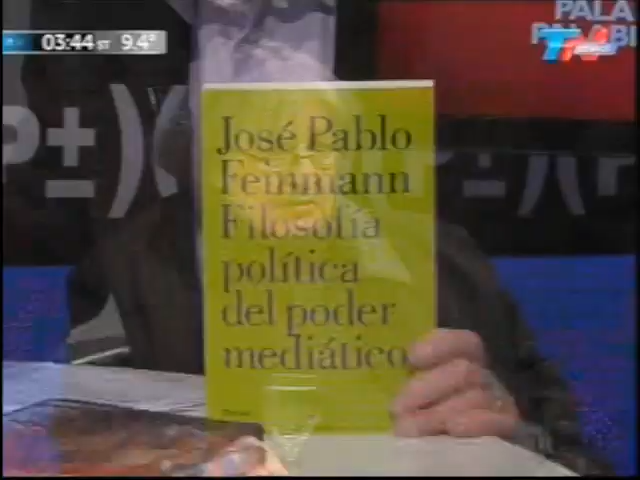 PALA
03:44 ST 9.4°
TN
P±)(
José Pablo
Feinmann
Filosofía
política
del poder
mediático